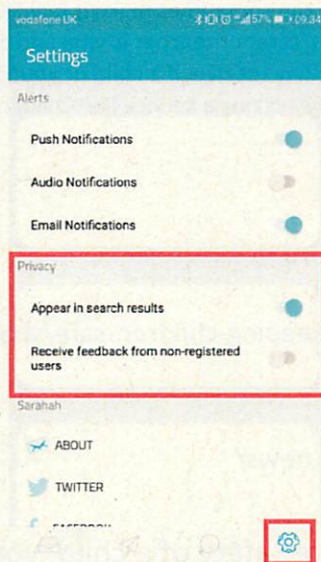 vodafone UK 57% 09:34
Settings
Alerts
Push Notifications
Audio Notifications
Email Notifications
Privacy
Appear in search results
Receive feedback from non-registered
users
Sarahah
ABOUT
TWITTER
FACEBOOK